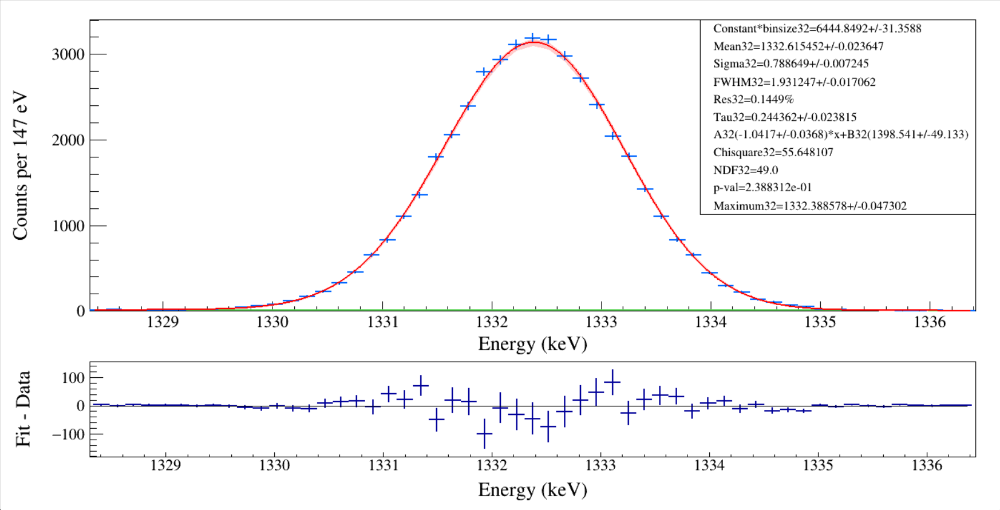 Constant*binsize32=6444.8492+/-31.3588
Mean32=1332.615452+/-0.023647
Sigma32=0.788649+/-0.007245
FWHM32=1.931247+/-0.017062
Res32=0.1449%
Tau32=0.244362+/-0.023815
A32(-1.0417+/-0.0368)*x+B32(1398.541+/-49.133)
Chisquare32=55.648107
NDF32=49.0
p-val=2.388312e-01
Maximum32=1332.388578+/-0.047302
Counts per 147 eV
3000
2000
1000
0
1329 1330 1331 1332 1333 1334 1335 1336
Energy (keV)
Fit - Data
100
0
−100
1329 1330 1331 1332 1333 1334 1335 1336
Energy (keV)